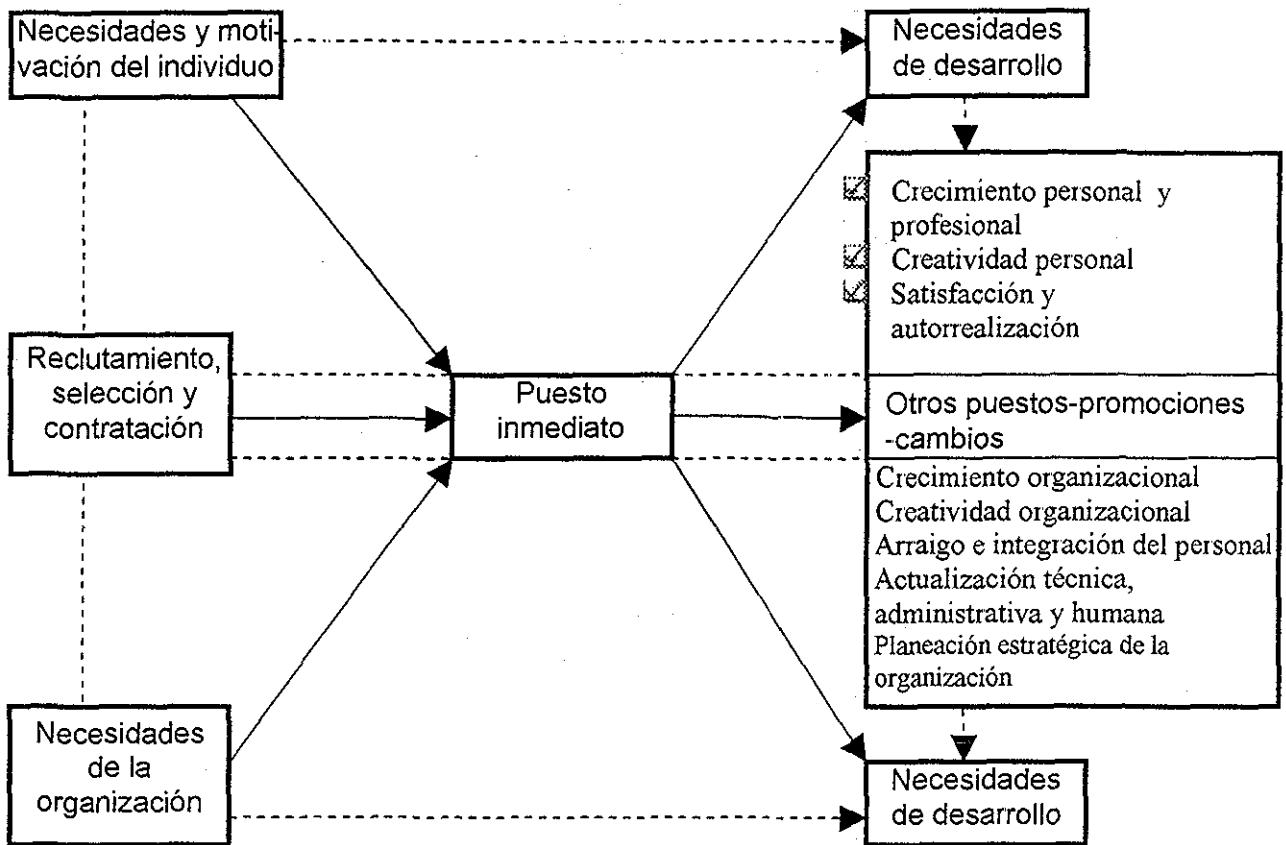 Necesidades y moti-
vación del individuo
Necesidades
de desarrollo
Crecimiento personal y
profesional
Creatividad personal
Satisfacción y
autorrealización
Reclutamiento,
selección y
contratación
Puesto
inmediato
Otros puestos-promociones
-cambios
Crecimiento organizacional
Creatividad organizacional
Arraigo e integración del personal
Actualización técnica,
administrativa y humana
Planeación estratégica de la
organización
Necesidades
de la
organización
Necesidades
de desarrollo